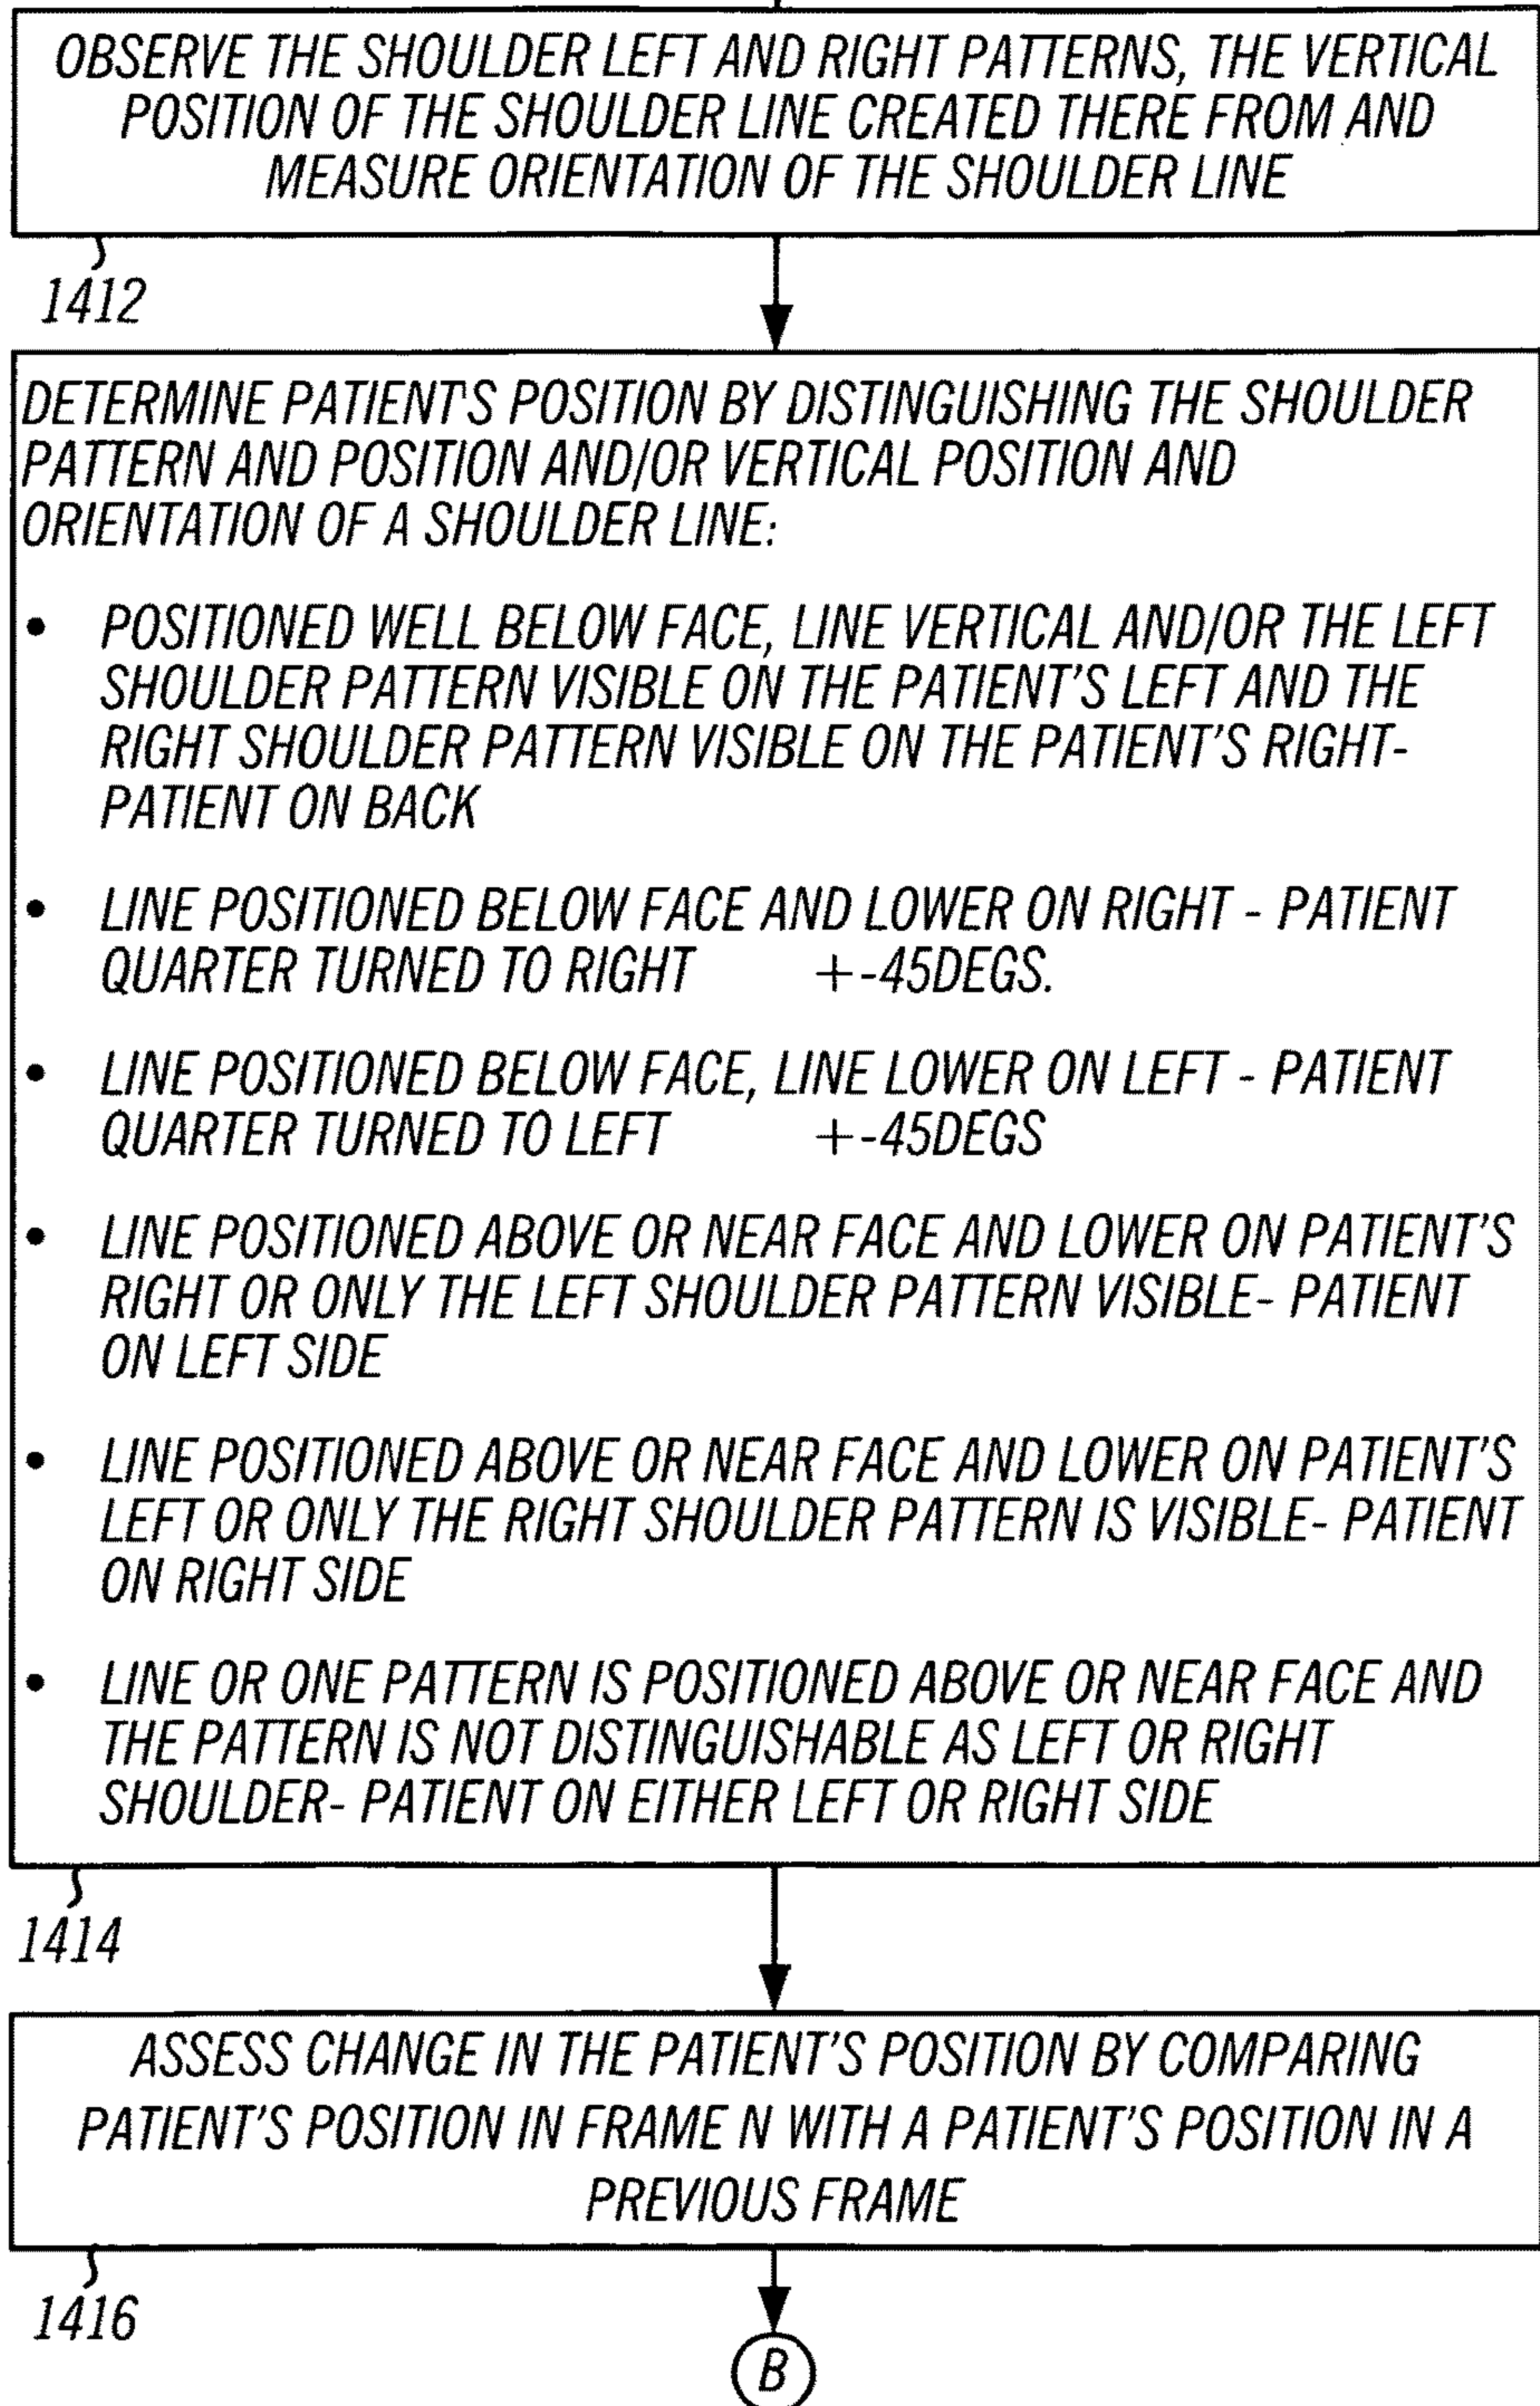 OBSERVE THE SHOULDER LEFT AND RIGHT PATTERNS, THE VERTICAL
POSITION OF THE SHOULDER LINE CREATED THERE FROM AND
MEASURE ORIENTATION OF THE SHOULDER LINE
1412
DETERMINE PATIENT'S POSITION BY DISTINGUISHING THE SHOULDER
PATTERN AND POSITION AND/OR VERTICAL POSITION AND
ORIENTATION OF A SHOULDER LINE:
• POSITIONED WELL BELOW FACE, LINE VERTICAL AND/OR THE LEFT
SHOULDER PATTERN VISIBLE ON THE PATIENT'S LEFT AND THE
RIGHT SHOULDER PATTERN VISIBLE ON THE PATIENT'S RIGHT-
PATIENT ON BACK
• LINE POSITIONED BELOW FACE AND LOWER ON RIGHT - PATIENT
QUARTER TURNED TO RIGHT +-45DEGS.
• LINE POSITIONED BELOW FACE, LINE LOWER ON LEFT - PATIENT
QUARTER TURNED TO LEFT +-45DEGS
• LINE POSITIONED ABOVE OR NEAR FACE AND LOWER ON PATIENT'S
RIGHT OR ONLY THE LEFT SHOULDER PATTERN VISIBLE- PATIENT
ON LEFT SIDE
• LINE POSITIONED ABOVE OR NEAR FACE AND LOWER ON PATIENT'S
LEFT OR ONLY THE RIGHT SHOULDER PATTERN IS VISIBLE- PATIENT
ON RIGHT SIDE
• LINE OR ONE PATTERN IS POSITIONED ABOVE OR NEAR FACE AND
THE PATTERN IS NOT DISTINGUISHABLE AS LEFT OR RIGHT
SHOULDER- PATIENT ON EITHER LEFT OR RIGHT SIDE
1414
ASSESS CHANGE IN THE PATIENT'S POSITION BY COMPARING
PATIENT'S POSITION IN FRAME N WITH A PATIENT'S POSITION IN A
PREVIOUS FRAME
1416
B